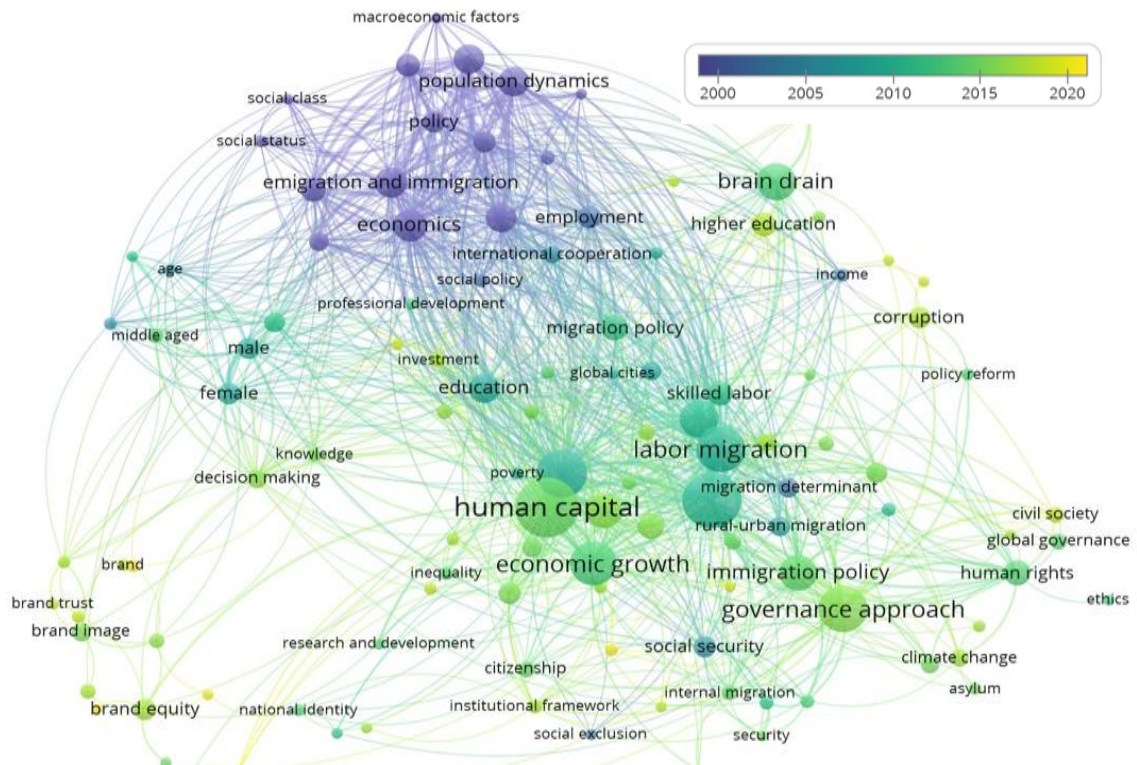 macroeconomic factors
2000 2005 2010 2015 2020
population dynamics
social class
policy
social status
emigration and immigration
brain drain
economics
employment
higher education
international cooperation
age
social policy
income
professional development
corruption
middle aged
migration policy
male
investment
global cities
policy reform
education
female
skilled labor
knowledge
labor migration
decision making
poverty
migration determinant
human capital
civil society
rural-urban migration
global governance
brand
economic growth
inequality
immigration policy
human rights
brand trust
ethics
governance approach
brand image
research and development
social security
climate change
citizenship
asylum
internal migration
brand equity
national identity
institutional framework
social exclusion
security